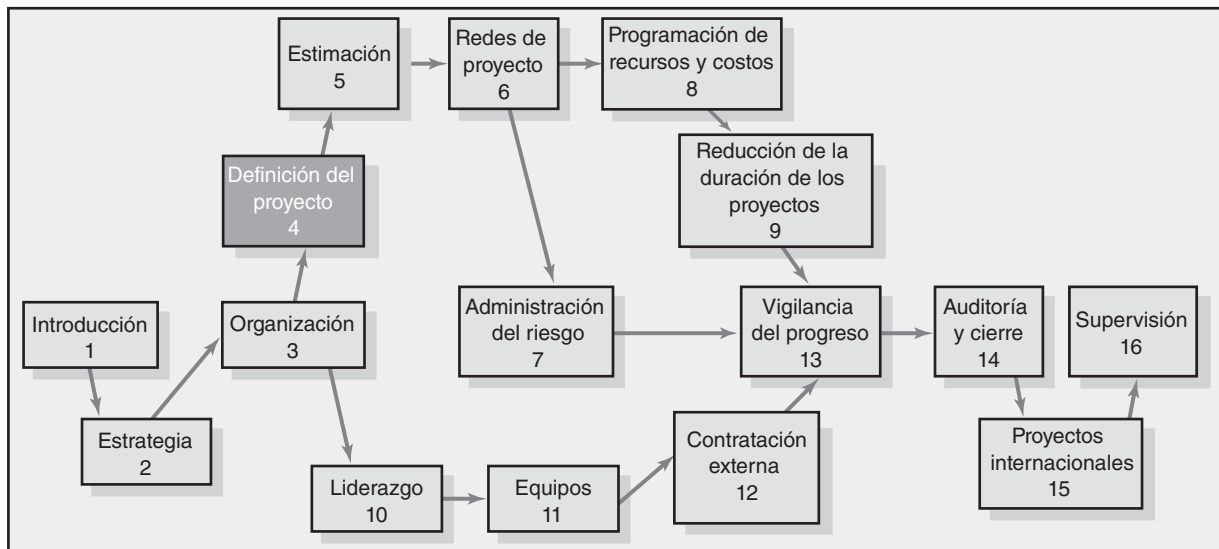 Estimación
5
Redes de
proyecto
6
Programación de
recursos y costos
8
Definición del
proyecto
4
Reducción de la
duración de los
proyectos
9
Introducción
1
Organización
3
Administración
del riesgo
7
Vigilancia
del progreso
13
Auditoría
y cierre
14
Supervisión
16
Estrategia
2
Liderazgo
10
Equipos
11
Contratación
externa
12
Proyectos
internacionales
15